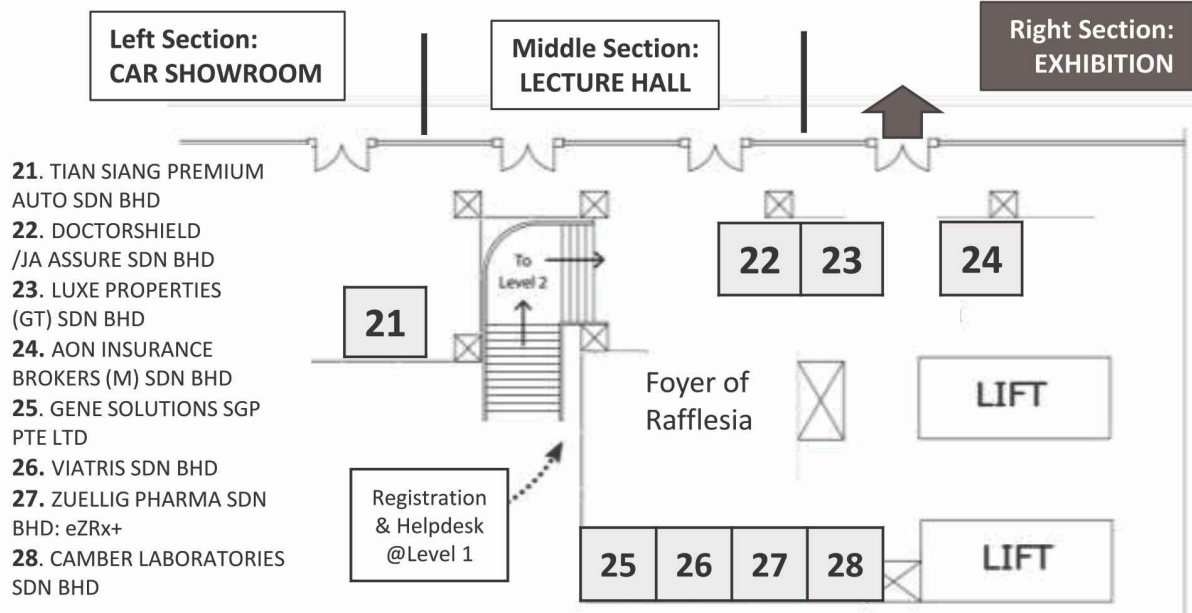 Left Section:
CAR SHOWROOM
Middle Section:
LECTURE HALL
Right Section:
EXHIBITION
21. TIAN SIANG PREMIUM
AUTO SDN BHD
22. DOCTORSHIELD
/JA ASSURE SDN BHD
23. LUXE PROPERTIES
(GT) SDN BHD
24. AON INSURANCE
BROKERS (M) SDN BHD
25. GENE SOLUTIONS SGP
PTE LTD
26. VIATRIS SDN BHD
27. ZUELLIG PHARMA SDN
BHD: eZRx+
28. CAMBER LABORATORIES
SDN BHD
To
Level 2
21
22
23
24
Foyer of
Rafflesia
LIFT
Registration
& Helpdesk
@Level 1
25
26
27
28
LIFT